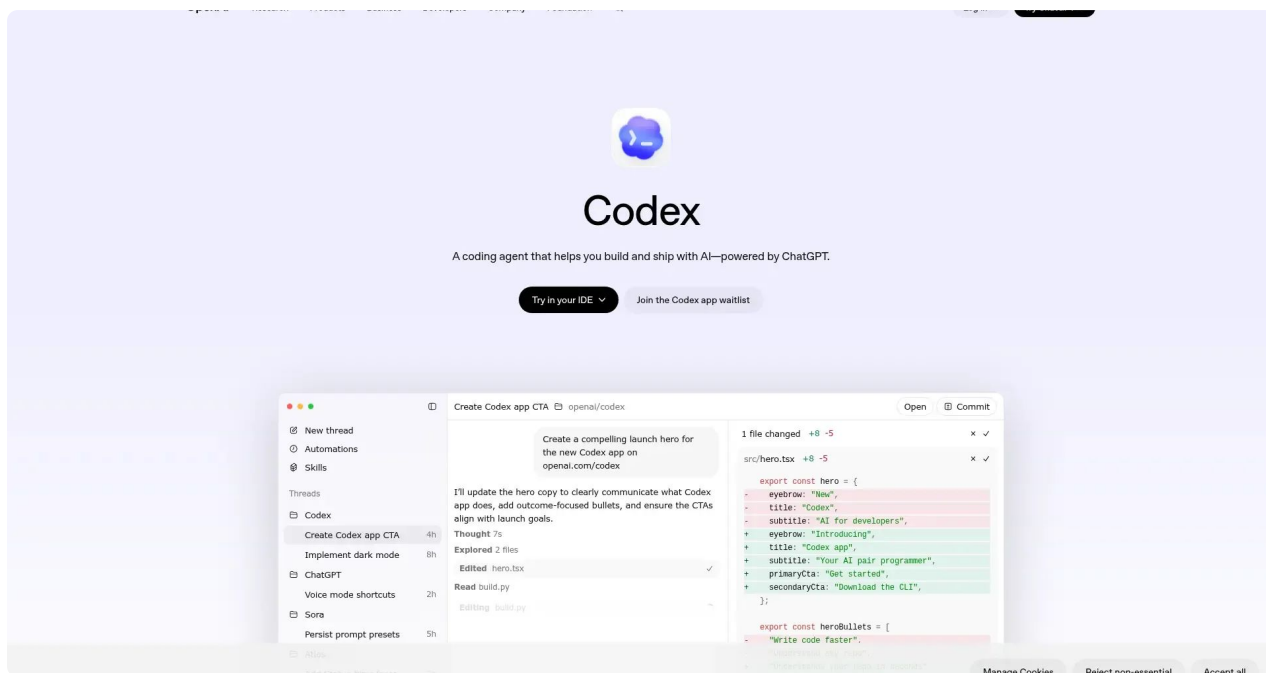 Codex
A coding agent that helps you build and ship with AI—powered by ChatGPT.
Try in your IDE
Join the Codex app waitlist
New thread
Automations
Skills
Threads
Codex
Create Codex app CTA 4h
Implement dark mode 8h
ChatGPT
Voice mode shortcuts 2h
Sora
Persist prompt presets 5h
Create Codex app CTA openai/codex
Open
Commit
Create a compelling launch hero for
the new Codex app on
openai.com/codex
I'll update the hero copy to clearly communicate what Codex
app does, add outcome-focused bullets, and ensure the CTAs
align with launch goals.
Thought 7s
Explored 2 files
Edited hero.tsx
Read build.py
Editing build.py
1 file changed +8 -5
src/hero.tsx +8 -5
export const hero = {
- eyebrow: "New",
- title: "Codex",
- subtitle: "AI for developers",
+ eyebrow: "Introducing",
+ title: "Codex app",
+ subtitle: "Your AI pair programmer",
+ primaryCta: "Get started",
+ secondaryCta: "Download the CLI",
};
export const heroBullets = [
- "Write code faster".
Manage Cookies
Reject non-essential
Accept all